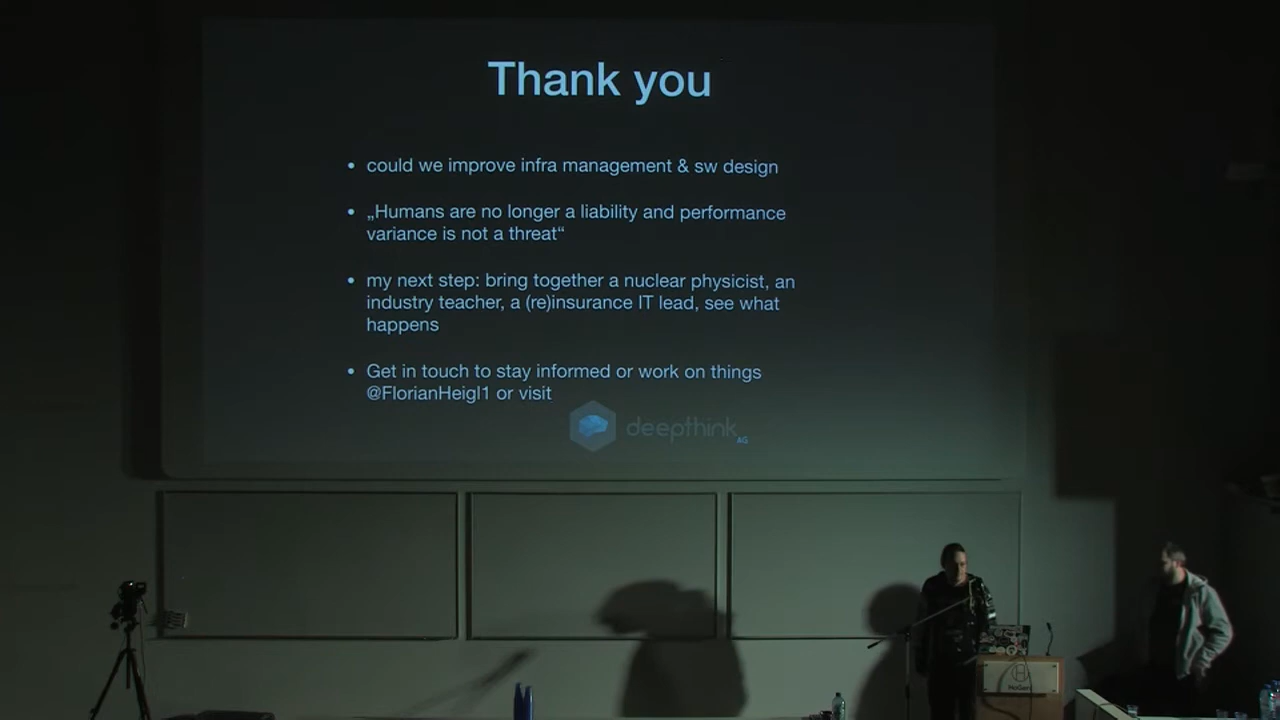 Thank you
• could we improve infra management & sw design
• „Humans are no longer a liability and performance
variance is not a threat“
• my next step: bring together a nuclear physicist, an
industry teacher, a (re)insurance IT lead, see what
happens
• Get in touch to stay informed or work on things
@FlorianHeigl1 or visit
deepthink
AG
HoGent